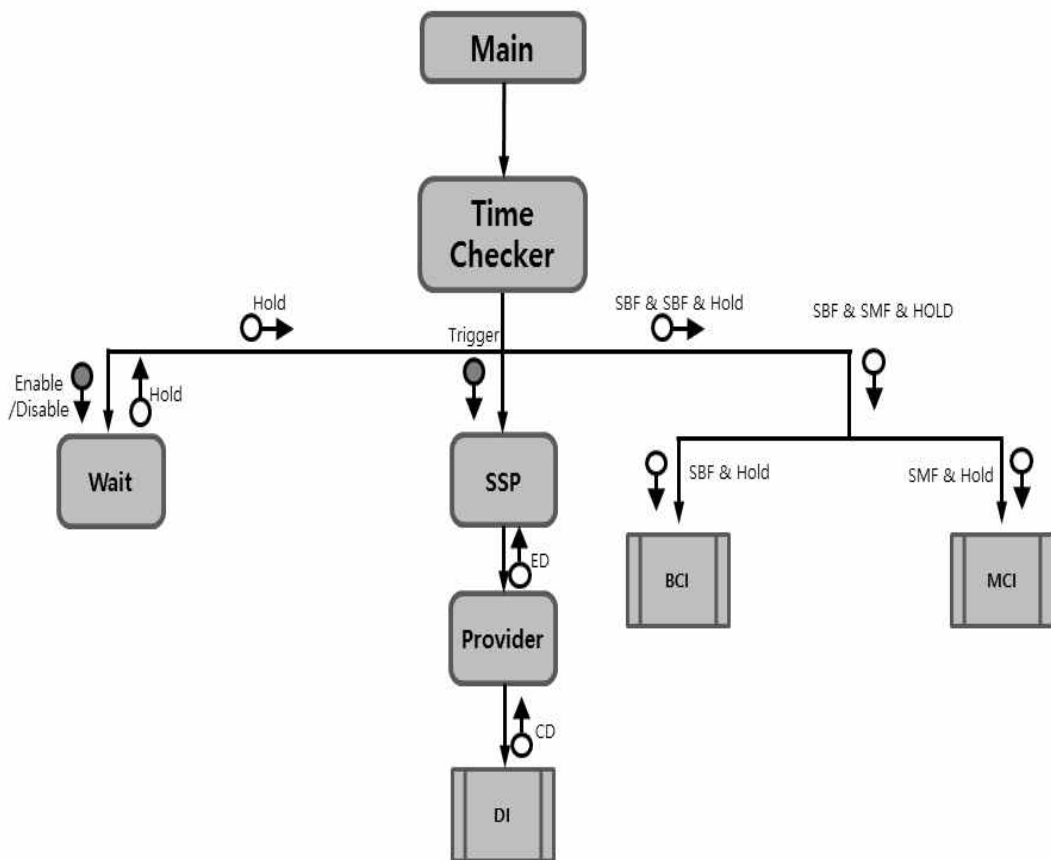 Main
Time
Checker
Hold
SBF & SBF & Hold
SBF & SMF & HOLD
Trigger
Enable
/Disable
Hold
Wait
SSP
SBF & Hold
SMF & Hold
ED
BCI
MCI
Provider
CD
DI